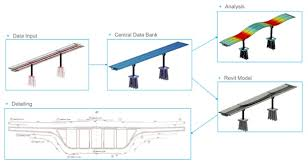 Data Input
Central Data Bank
Analysis
Revit Model
Detailing